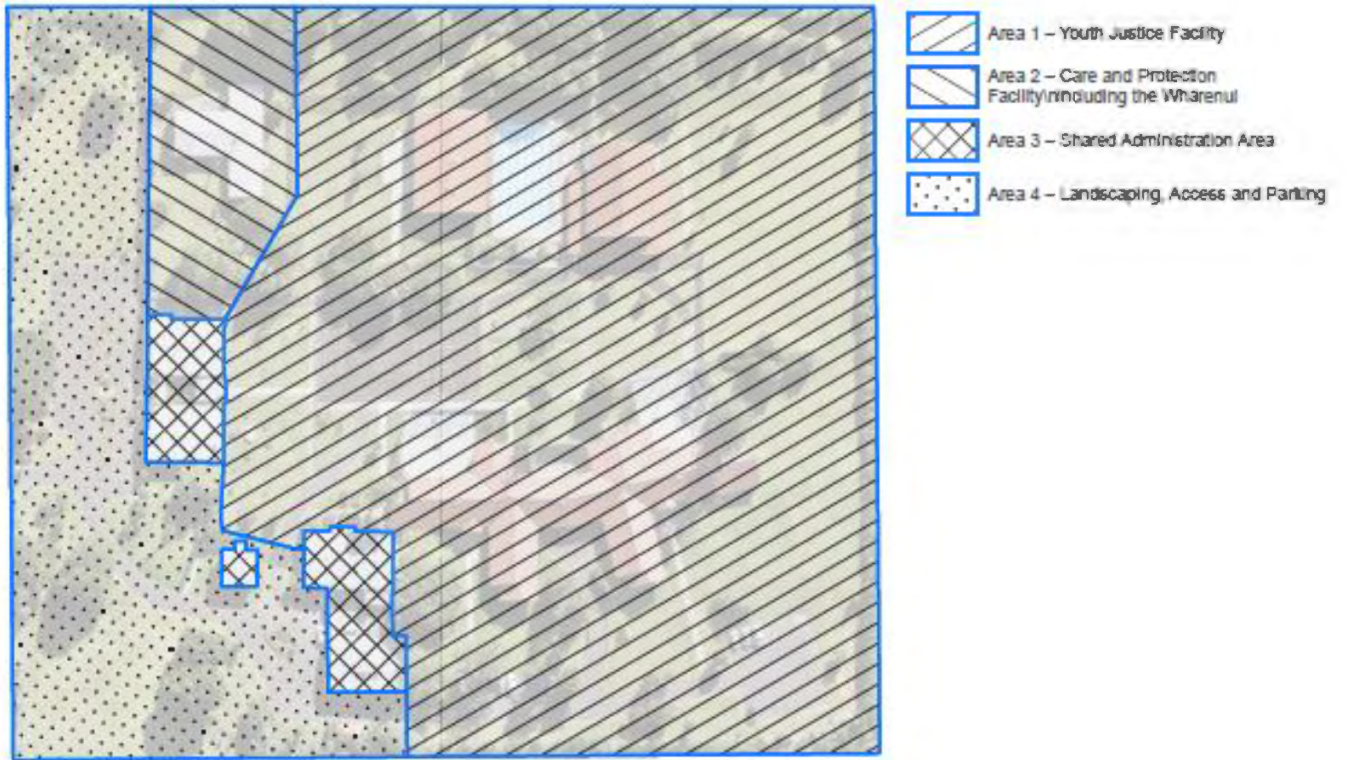 Area 1 – Youth Justice Facility
Area 2 – Care and Protection
Facility\nincluding the Wharenui
Area 3 – Shared Administration Area
Area 4 – Landscaping, Access and Parking